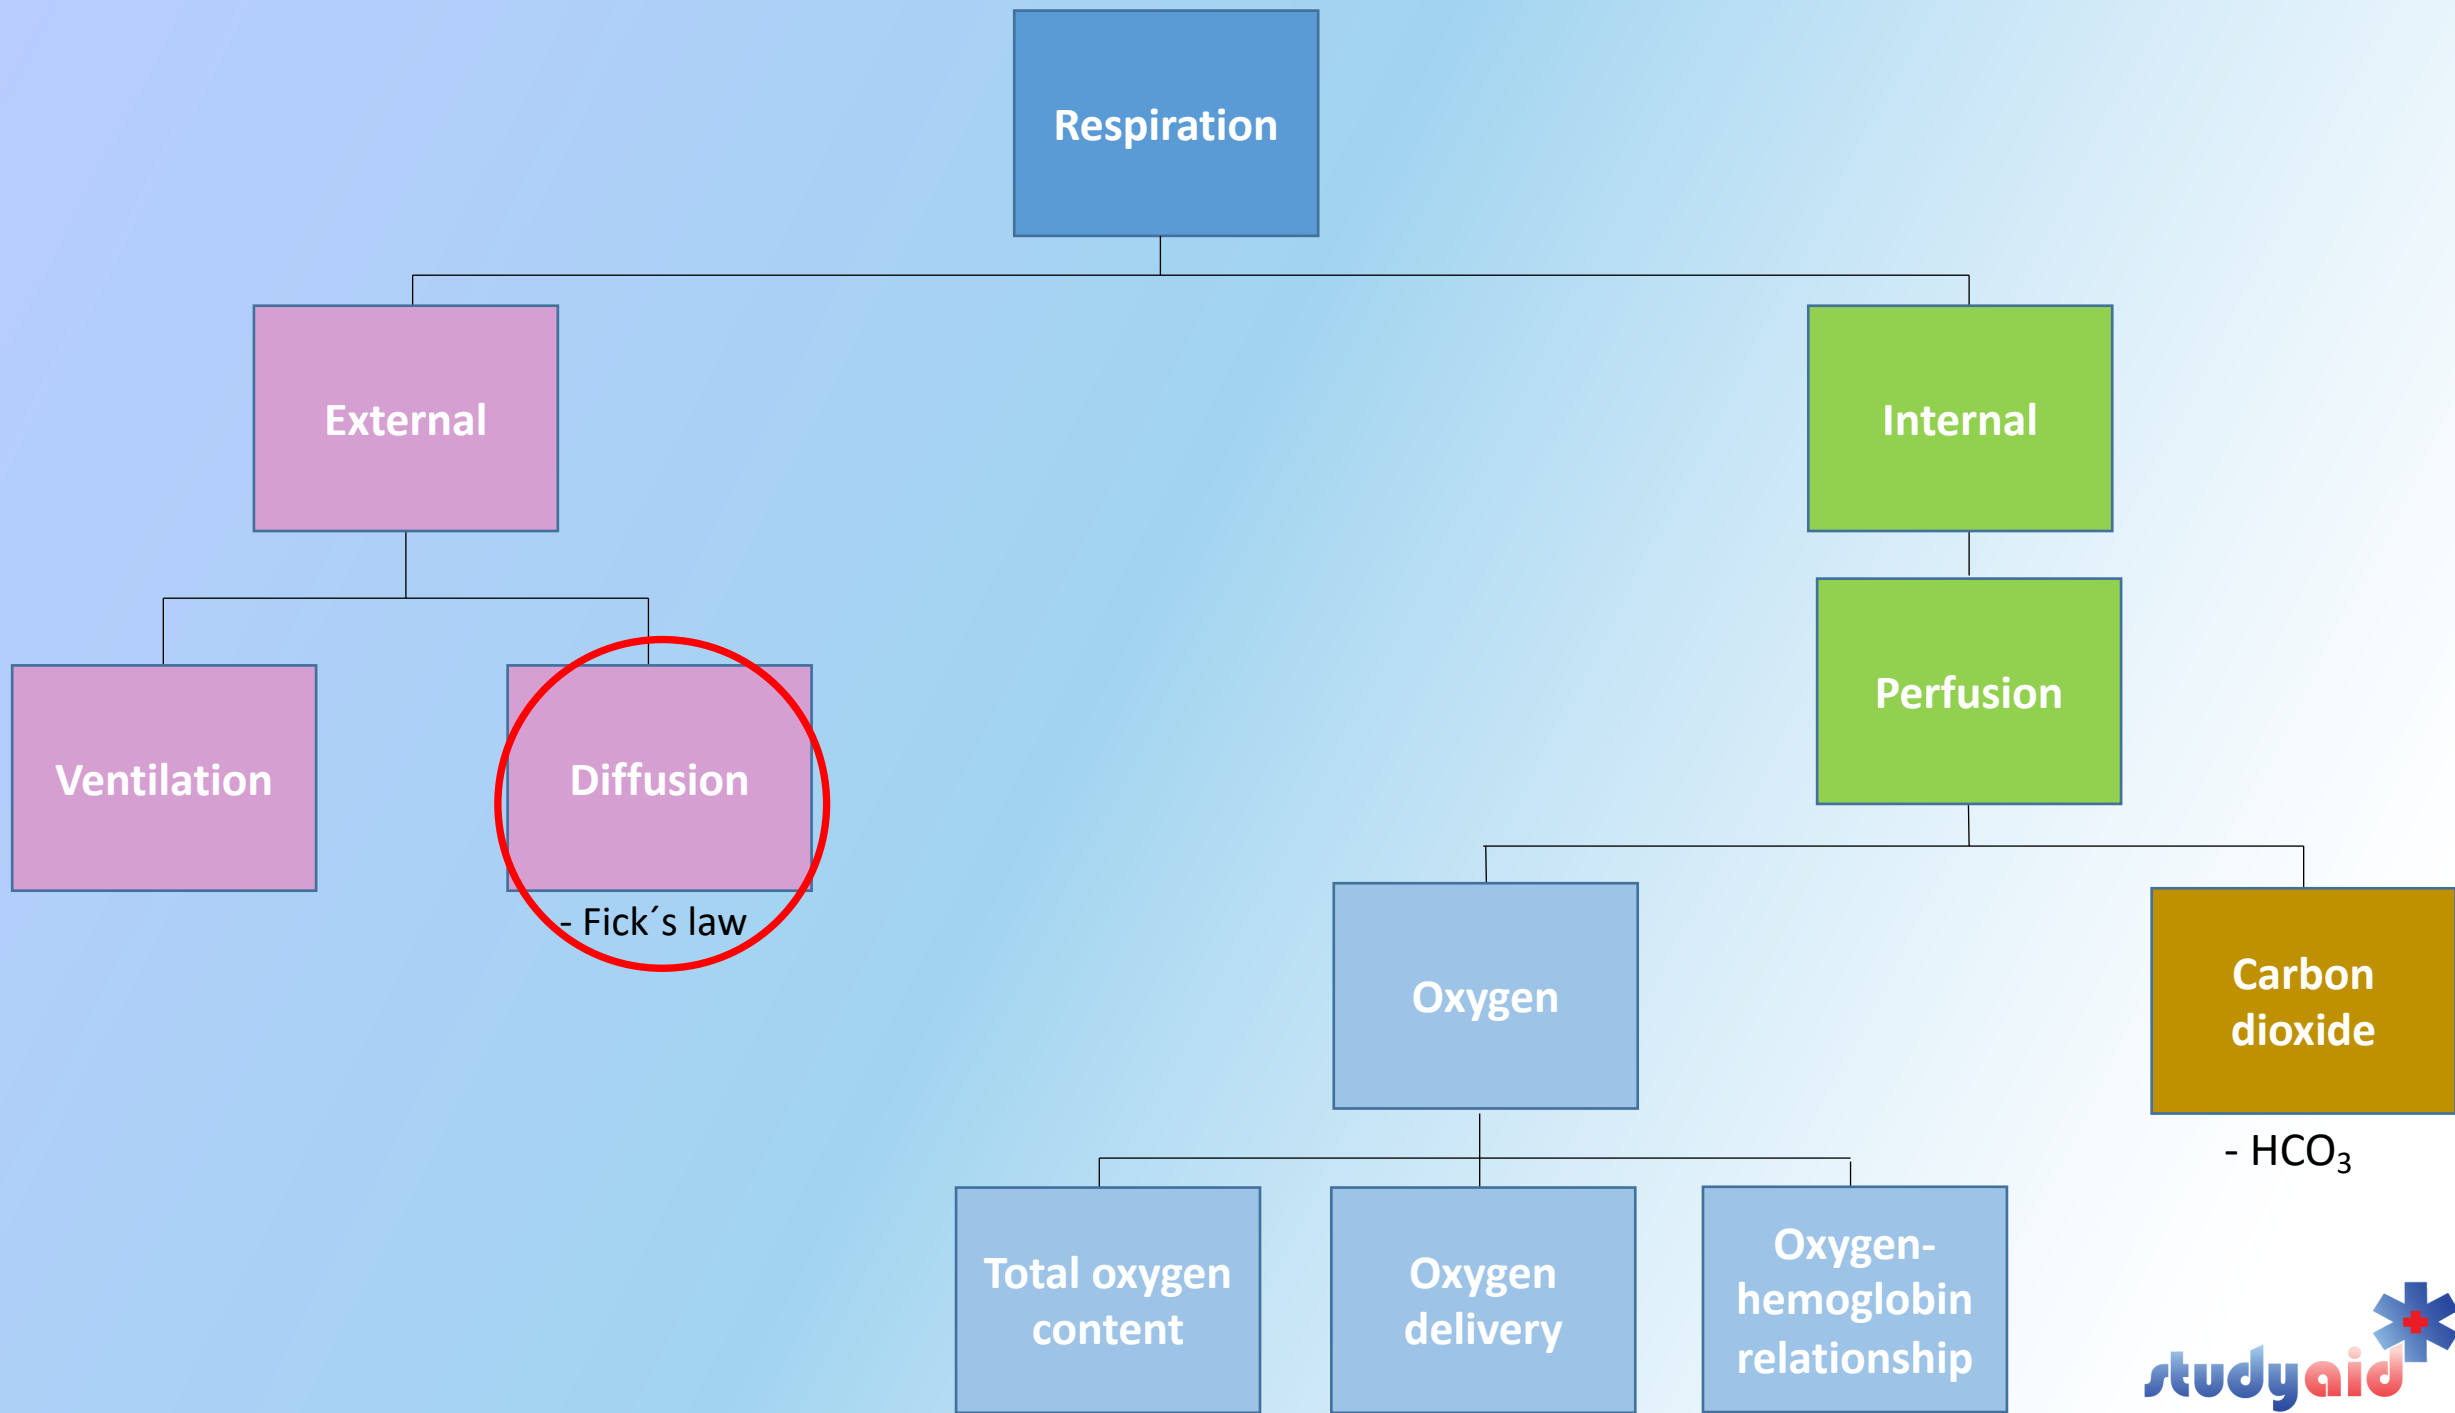 Respiration
External
Internal
Perfusion
Ventilation
Diffusion
- Fick´s law
Oxygen
Carbon
dioxide
- HCO₃
Total oxygen
content
Oxygen
delivery
Oxygen-
hemoglobin
relationship
studyaid